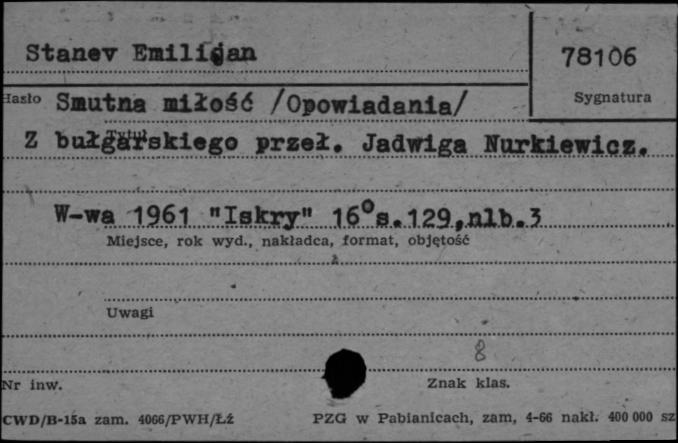 Stanev Emilijan
78106
Hasło
Sygnatura
Smutna miłość /Opowiadania/
Tytuł
Z bułgarskiego przeł. Jadwiga Nurkiewicz.
W-wa 1961 "Iskry" 16° s.129,nlb.3
Miejsce, rok wyd., nakładca, format, objętość
Uwagi
8
Nr inw.
Znak klas.
CWD/B-15a zam. 4066/PWH/Łź
PZG w Pabianicach, zam, 4-66 nakł. 400 000 sz